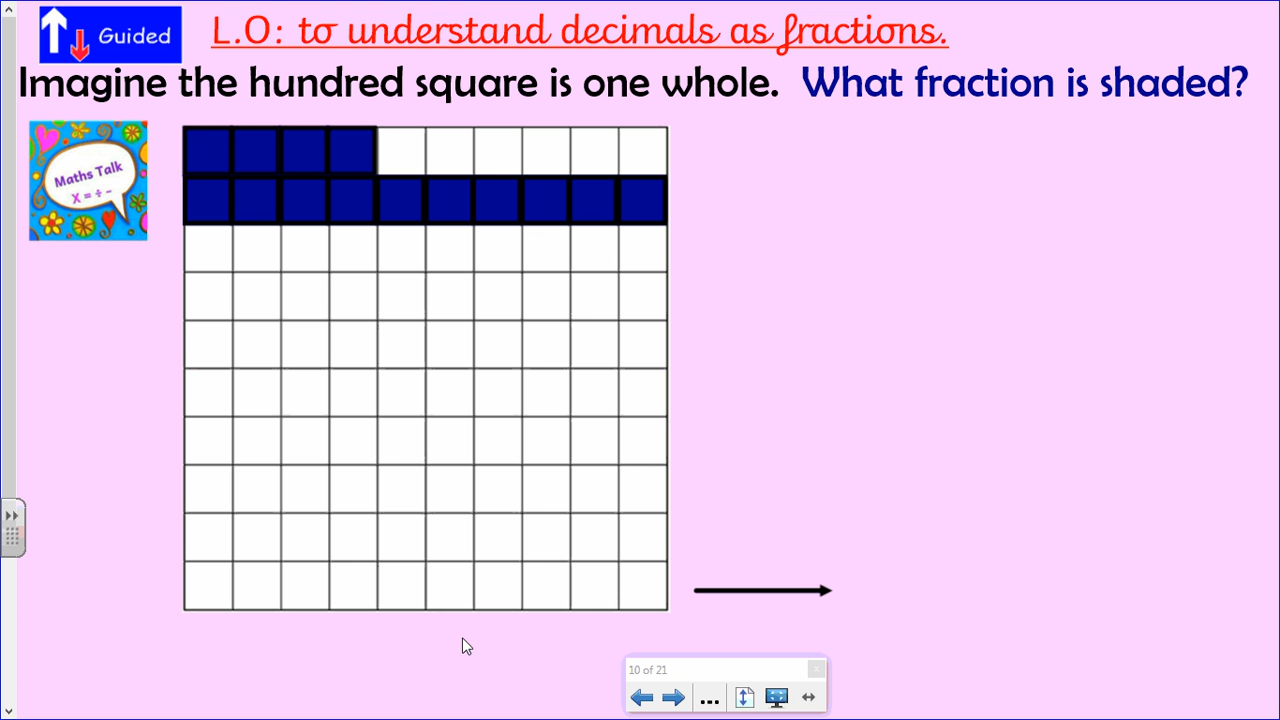 Guided
L.O: to understand decimals as fractions.
Imagine the hundred square is one whole. What fraction is shaded?
Maths Talk
X = ÷ -
10 of 21
...